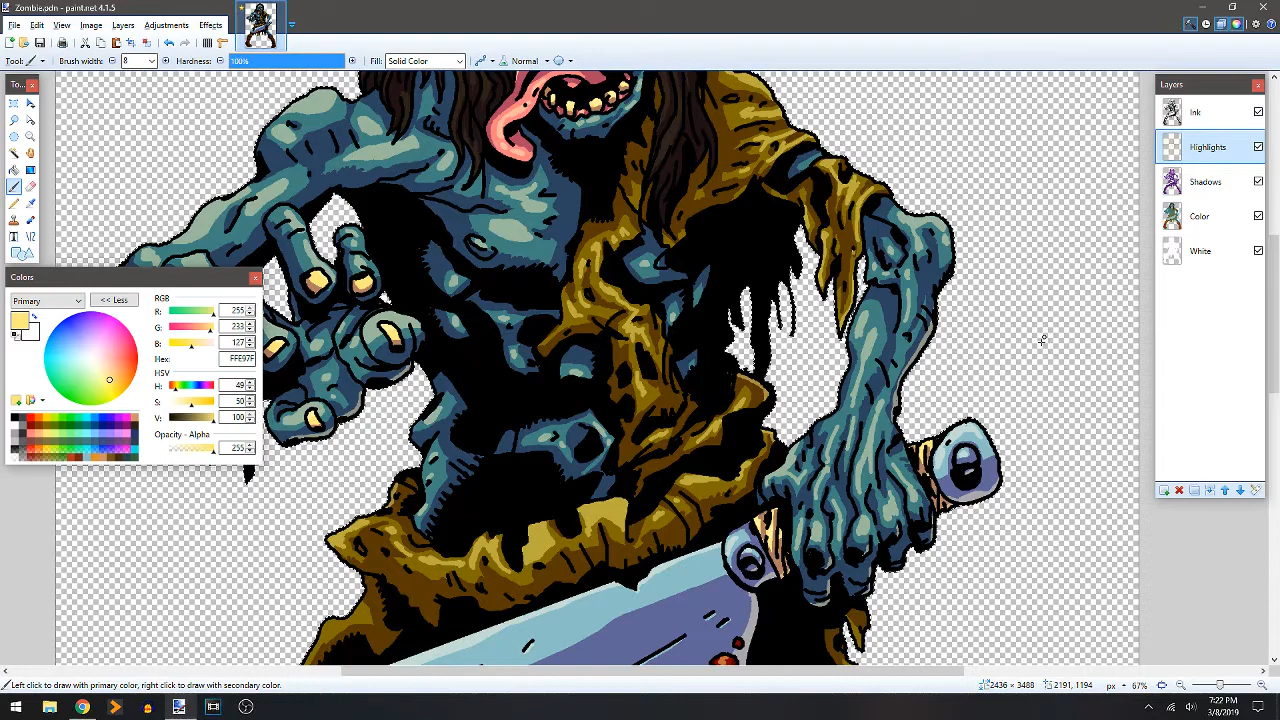 Zombie.pdn - paint.net 4.1.5
File Edit View Image Layers Adjustments Effects
Tool: Brush width: 8 Hardness: 100% Fill: Solid Color Normal
To...
Layers
Ink
Highlights
Shadows
Color
White
Colors
Primary << Less
RGB
R: 255
G: 233
B: 127
Hex: FFE97F
HSV
H: 49
S: 50
V: 100
Opacity - Alpha
255
Left click to draw with primary color, right click to draw with secondary color. 2436 × 3488 2191, 1194 px 67%
7:22 PM
3/8/2019